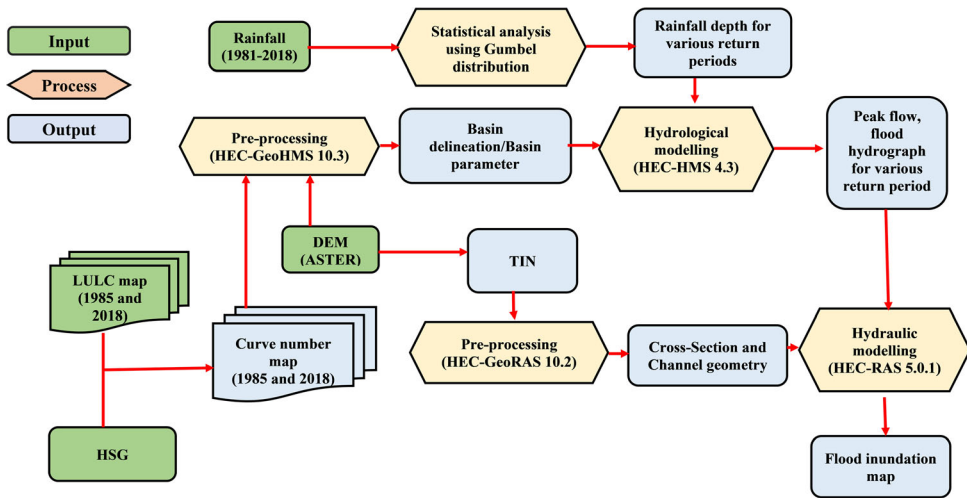 Input
Process
Output
Rainfall
(1981-2018)
Statistical analysis
using Gumbel
distribution
Rainfall depth for
various return
periods
Pre-processing
(HEC-GeoHMS 10.3)
Basin
delineation/Basin
parameter
Hydrological
modelling
(HEC-HMS 4.3)
Peak flow,
flood
hydrograph
for various
return period
DEM
(ASTER)
TIN
LULC map
(1985 and
2018)
Curve number
map
(1985 and 2018)
Pre-processing
(HEC-GeoRAS 10.2)
Cross-Section and
Channel geometry
Hydraulic
modelling
(HEC-RAS 5.0.1)
HSG
Flood inundation
map